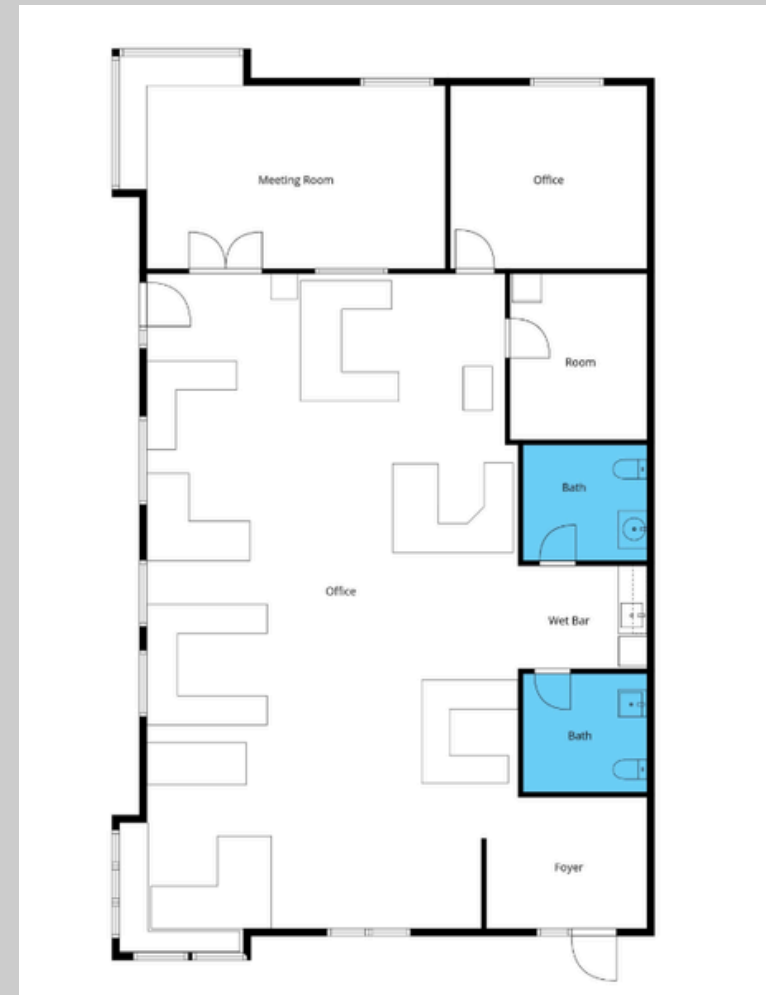 Meeting Room
Office
Room
Bath
Office
Wet Bar
Bath
Foyer